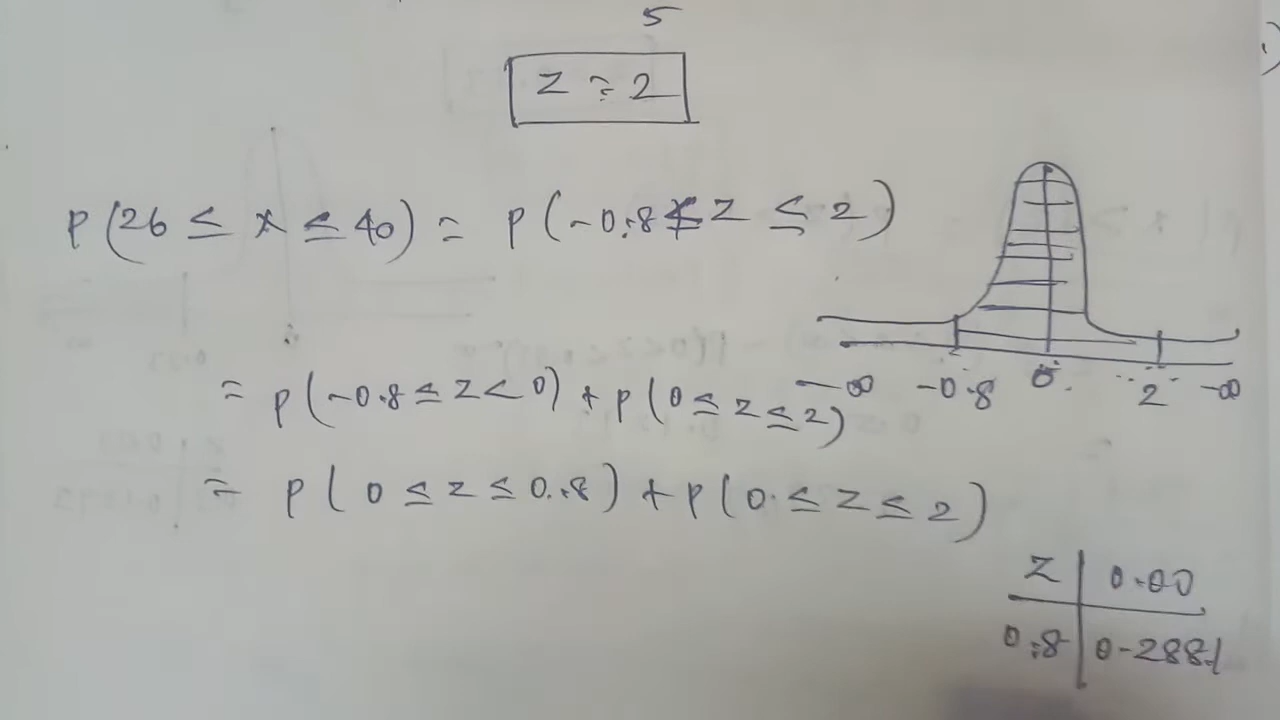 5
Z = 2
P(26 ≤ x ≤ 40) = P(-0.8 ≤ Z ≤ 2)
-∞ -0.8 0 2 -∞
= P(-0.8 ≤ Z < 0) + P(0 ≤ Z ≤ 2)
= P(0 ≤ Z ≤ 0.8) + P(0 ≤ Z ≤ 2)
Z 0.00
0.8 0.2881